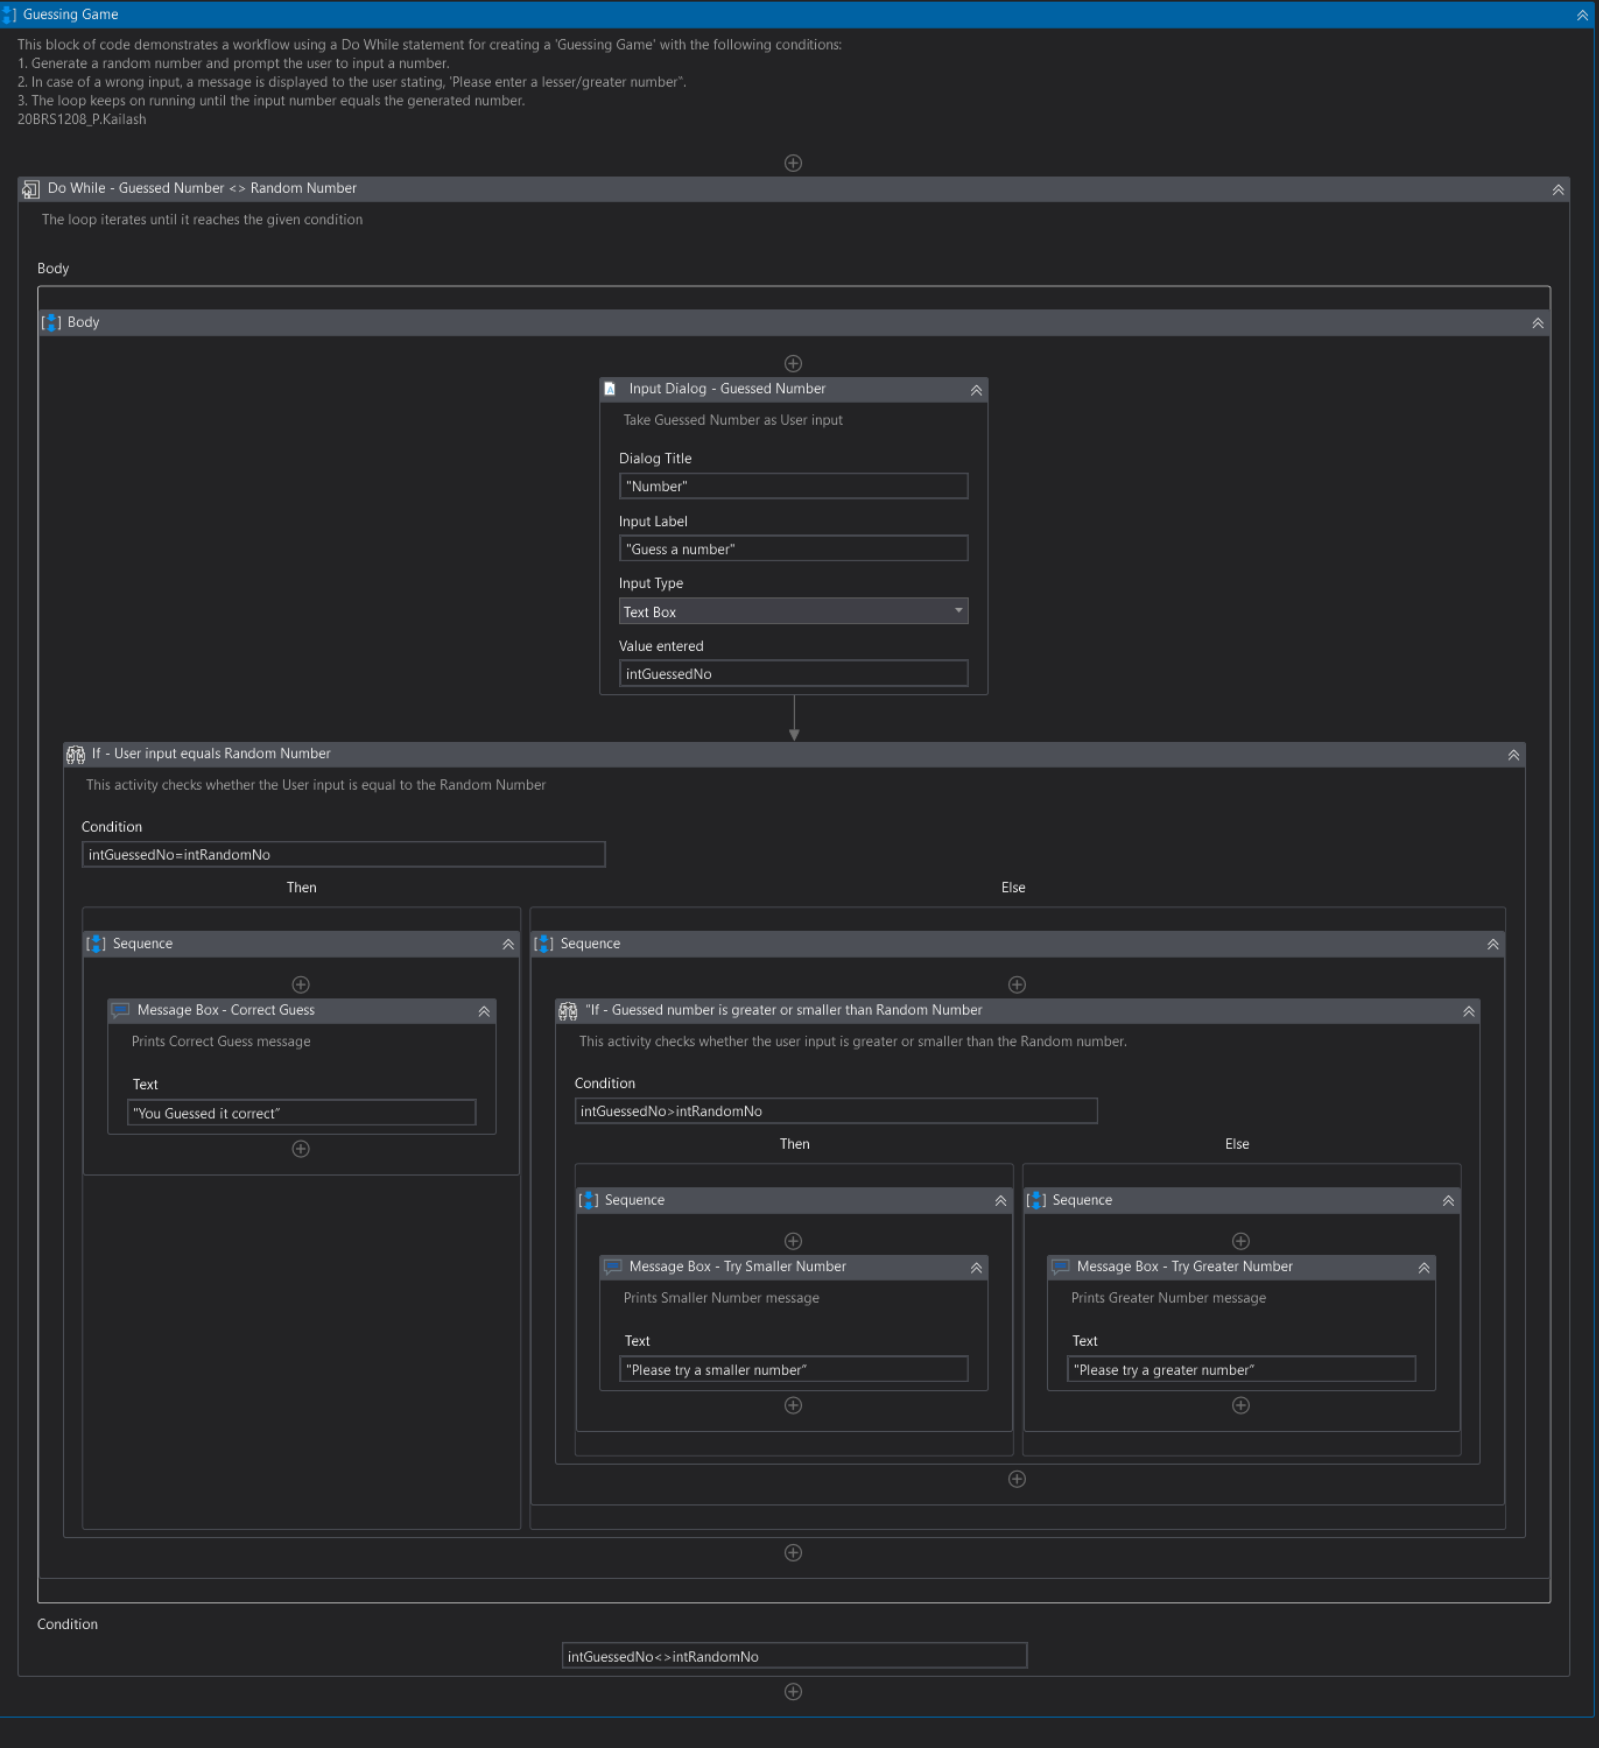 Guessing Game
This block of code demonstrates a workflow using a Do While statement for creating a 'Guessing Game' with the following conditions:
1. Generate a random number and prompt the user to input a number.
2. In case of a wrong input, a message is displayed to the user stating, 'Please enter a lesser/greater number".
3. The loop keeps on running until the input number equals the generated number.
20BRS1208_P.Kailash
Do While - Guessed Number <> Random Number
The loop iterates until it reaches the given condition
Body
Body
Input Dialog - Guessed Number
Take Guessed Number as User input
Dialog Title
"Number"
Input Label
"Guess a number"
Input Type
Text Box
Value entered
intGuessedNo
If - User input equals Random Number
This activity checks whether the User input is equal to the Random Number
Condition
intGuessedNo=intRandomNo
Then
Else
Sequence
Sequence
Message Box - Correct Guess
Prints Correct Guess message
Text
"You Guessed it correct"
"If - Guessed number is greater or smaller than Random Number
This activity checks whether the user input is greater or smaller than the Random number.
Condition
intGuessedNo>intRandomNo
Then
Else
Sequence
Sequence
Message Box - Try Smaller Number
Prints Smaller Number message
Text
"Please try a smaller number"
Message Box - Try Greater Number
Prints Greater Number message
Text
"Please try a greater number"
Condition
intGuessedNo<>intRandomNo